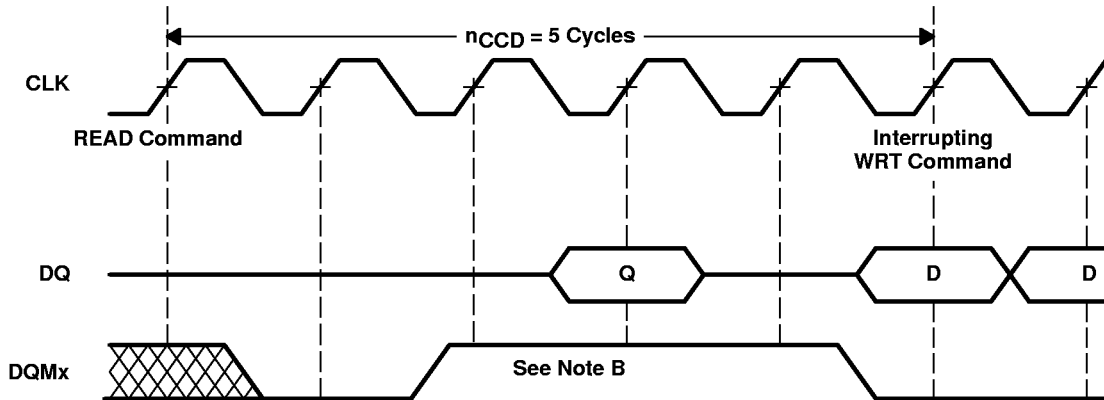 nCCD = 5 Cycles
CLK
READ Command
Interrupting
WRT Command
DQ
Q
D
D
DQMx
See Note B